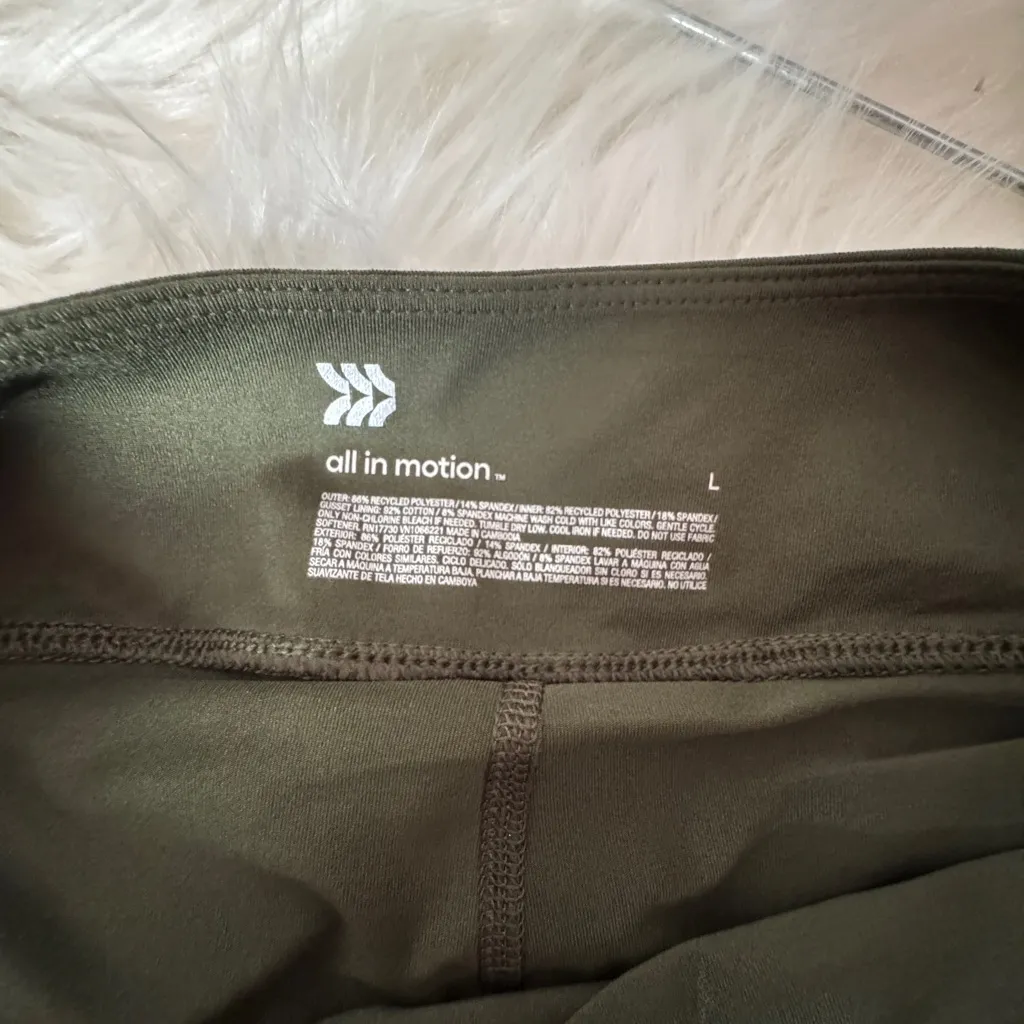 all in motion™
L
OUTER: 86% RECYCLED POLYESTER / 14% SPANDEX / INNER: 82% RECYCLED POLYESTER / 18% SPANDEX /
GUSSET LINING: 92% COTTON / 8% SPANDEX MACHINE WASH COLD WITH LIKE COLORS. GENTLE CYCLE.
ONLY NON-CHLORINE BLEACH IF NEEDED. TUMBLE DRY LOW. COOL IRON IF NEEDED. DO NOT USE FABRIC
SOFTENER. RN17730 VN1066221 MADE IN CAMBODIA
EXTERIOR: 86% POLIÉSTER RECICLADO / 14% SPANDEX / INTERIOR: 82% POLIÉSTER RECICLADO /
18% SPANDEX / FORRO DE REFUERZO: 92% ALGODÓN / 8% SPANDEX LAVAR A MÁQUINA CON AGUA
FRÍA CON COLORES SIMILARES. CICLO DELICADO. SÓLO BLANQUEADOR SIN CLORO SI ES NECESARIO.
SECAR A MÁQUINA A TEMPERATURA BAJA. PLANCHAR A BAJA TEMPERATURA SI ES NECESARIO. NO UTILICE
SUAVIZANTE DE TELA HECHO EN CAMBOYA